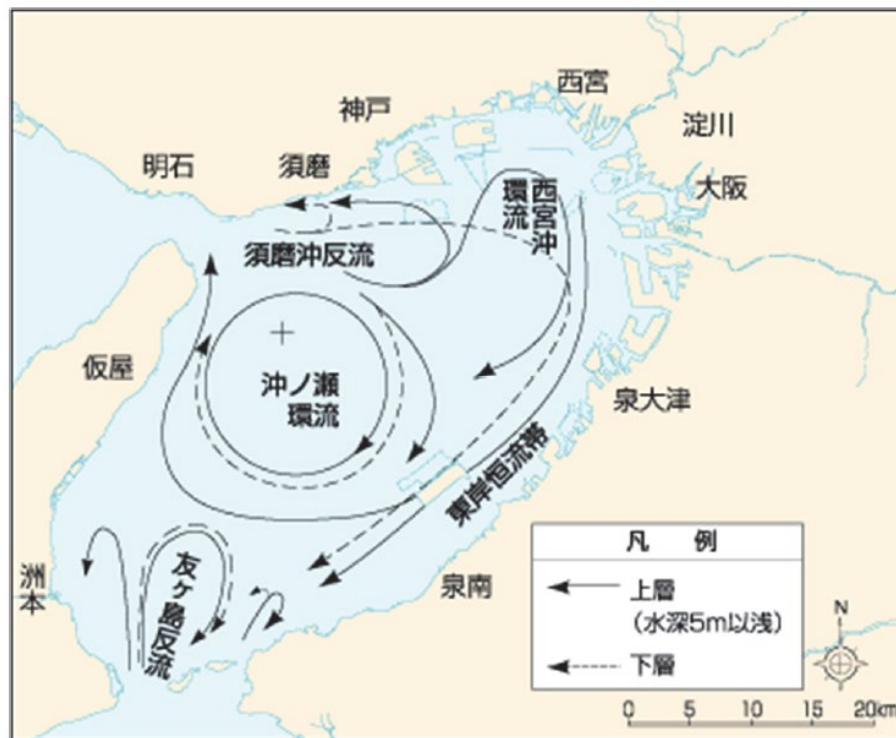 西宮
神戸
淀川
明石
須磨
大阪
西宮沖
環流
須磨沖反流
仮屋
沖ノ瀬
環流
泉大津
東岸恒流帯
洲本
友ヶ島反流
泉南
凡 例
上層
(水深5m以浅)
下層
N
0 5 10 15 20km